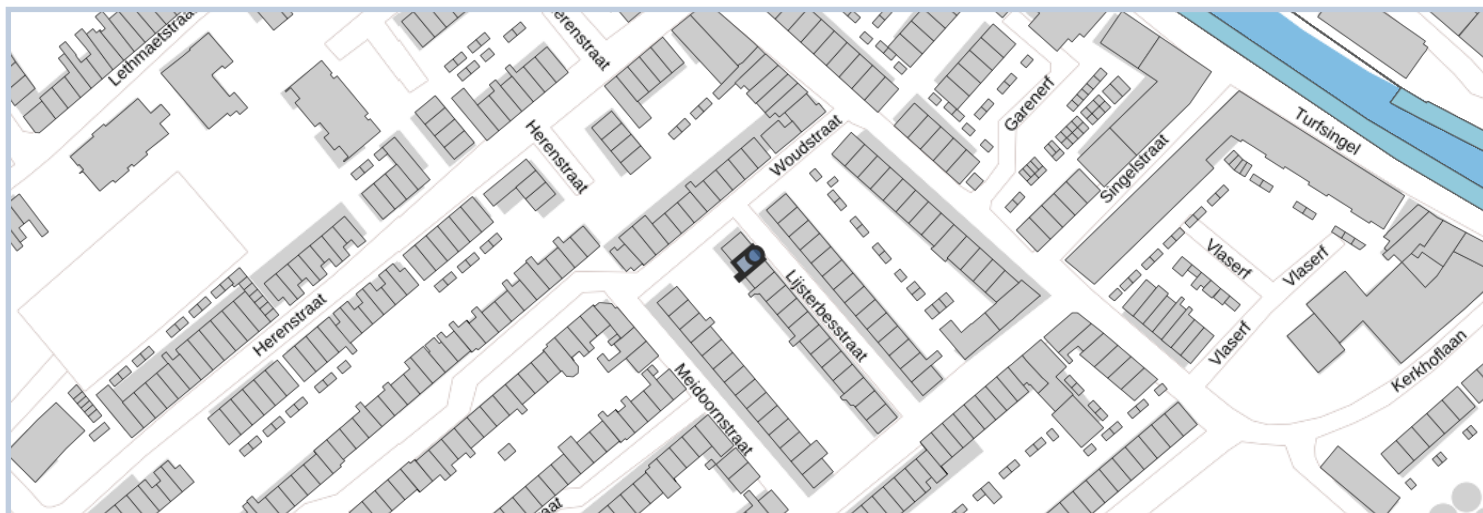 Lethmaetstraat
Herenstraat
Herenstraat
Woudstraat
Garenerf
Singelstraat
Turfsingel
Vlaserf
Vlaserf
Vlaserf
Kerkhoflaan
Lijsterbesstraat
Herenstraat
Meidoornstraat